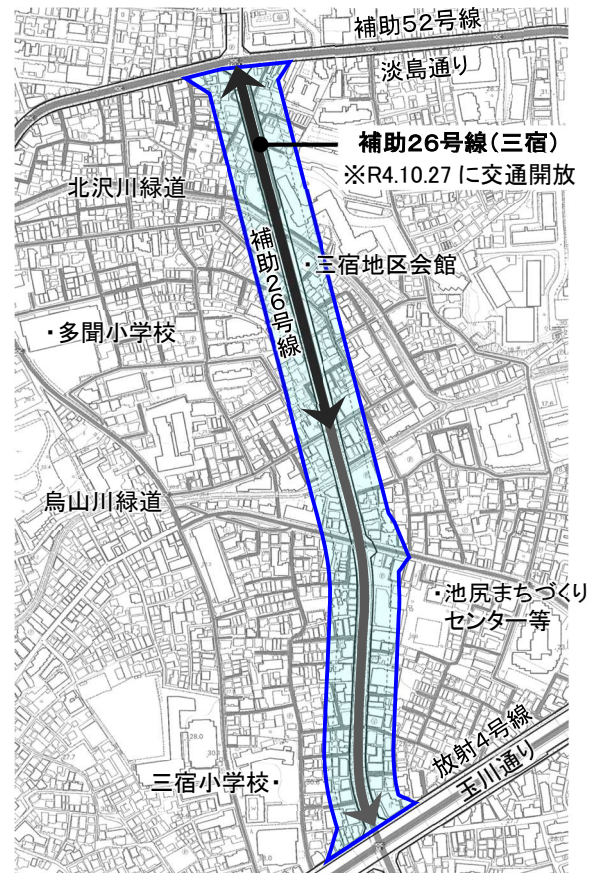 補助52号線
淡島通り
補助26号線(三宿)
※R4.10.27 に交通開放
北沢川緑道
補助26号線
・三宿地区会館
・多聞小学校
烏山川緑道
・池尻まちづくり
センター等
放射4号線
玉川通り
三宿小学校・